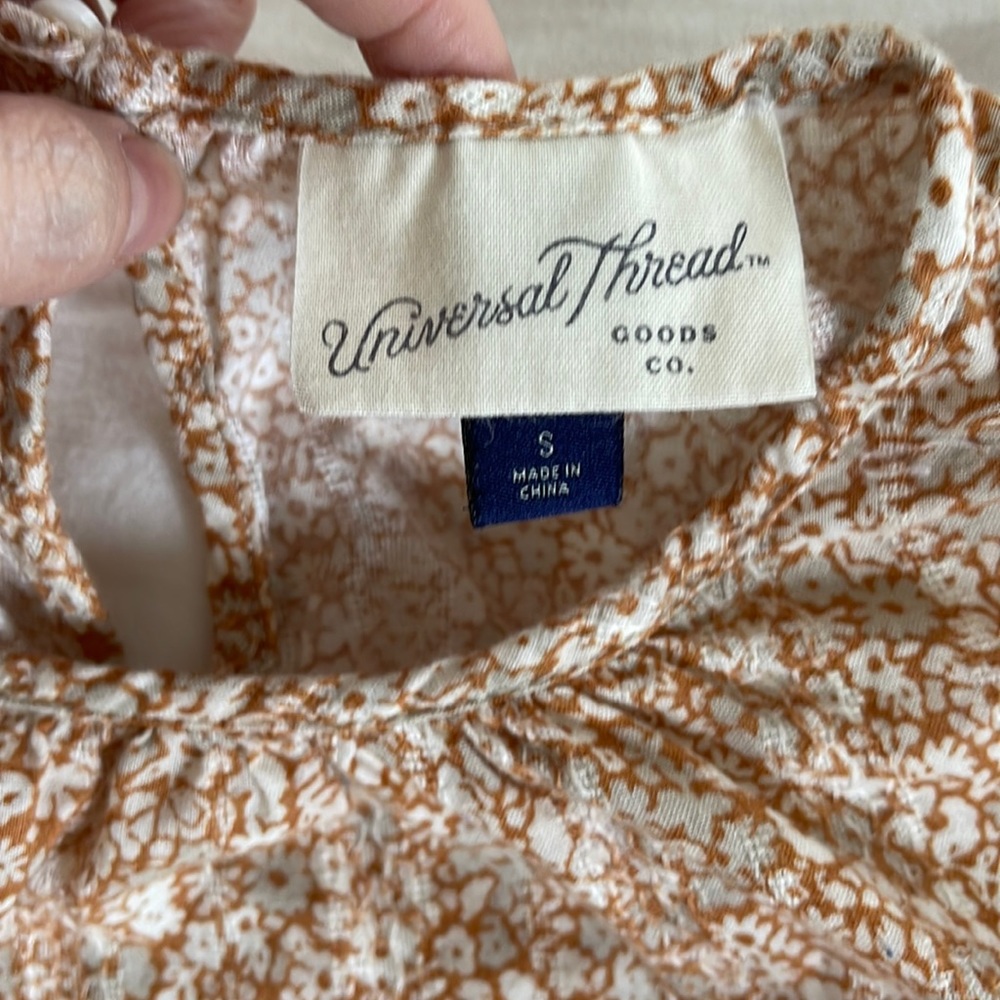 Universal Thread™
GOODS
CO.
S
MADE IN
CHINA